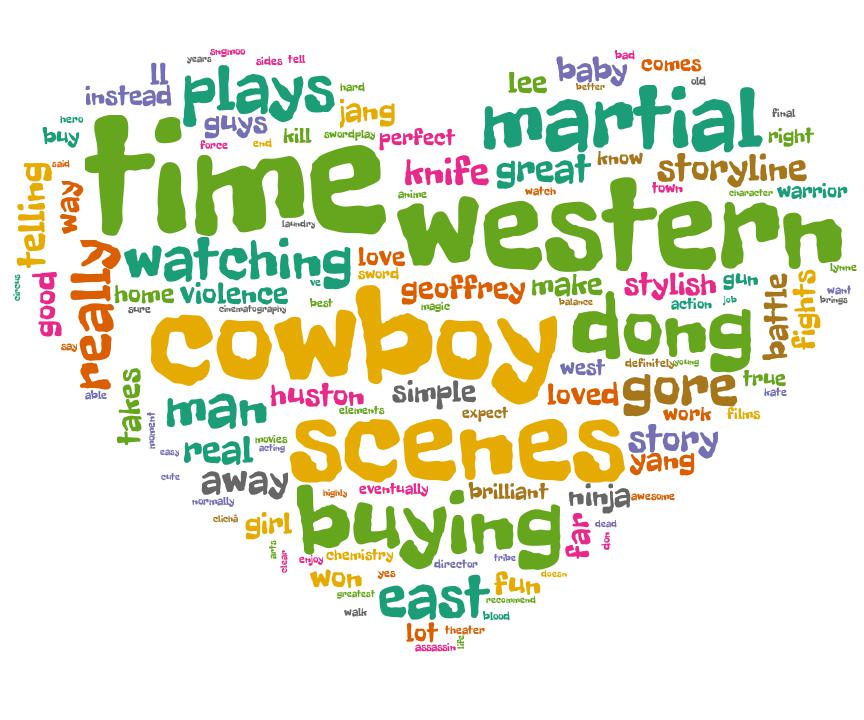 years
sngmoo
sides
tell
ll
instead
plays
hard
lee
baby
bad
better
comes
old
hero
buy
guys
force
end
kill
jang
swordplay
perfect
martial
final
right
time
said
telling
way
knife
great
know
storyline
anime
watch
town
character
warrior
western
laundry
lynne
really
watching
ve
love
sword
circus
good
home
violence
sure
cinematography
best
geoffrey
magic
make
balance
stylish
gun
action
job
battle
fights
want
brings
say
able
cowboy
dong
west
definitely
young
true
kate
takes
moment
man
huston
elements
simple
expect
loved
gore
work
films
easy
real
movies
acting
scenes
story
yang
cute
away
normally
highly
eventually
brilliant
ninja
awesome
clichã
girl
buying
far
dead
don
arts
clear
enjoy
chemistry
director
tribe
won
yes
greatest
walk
east
fun
doesn
recommend
blood
lot
theater
assassin
life